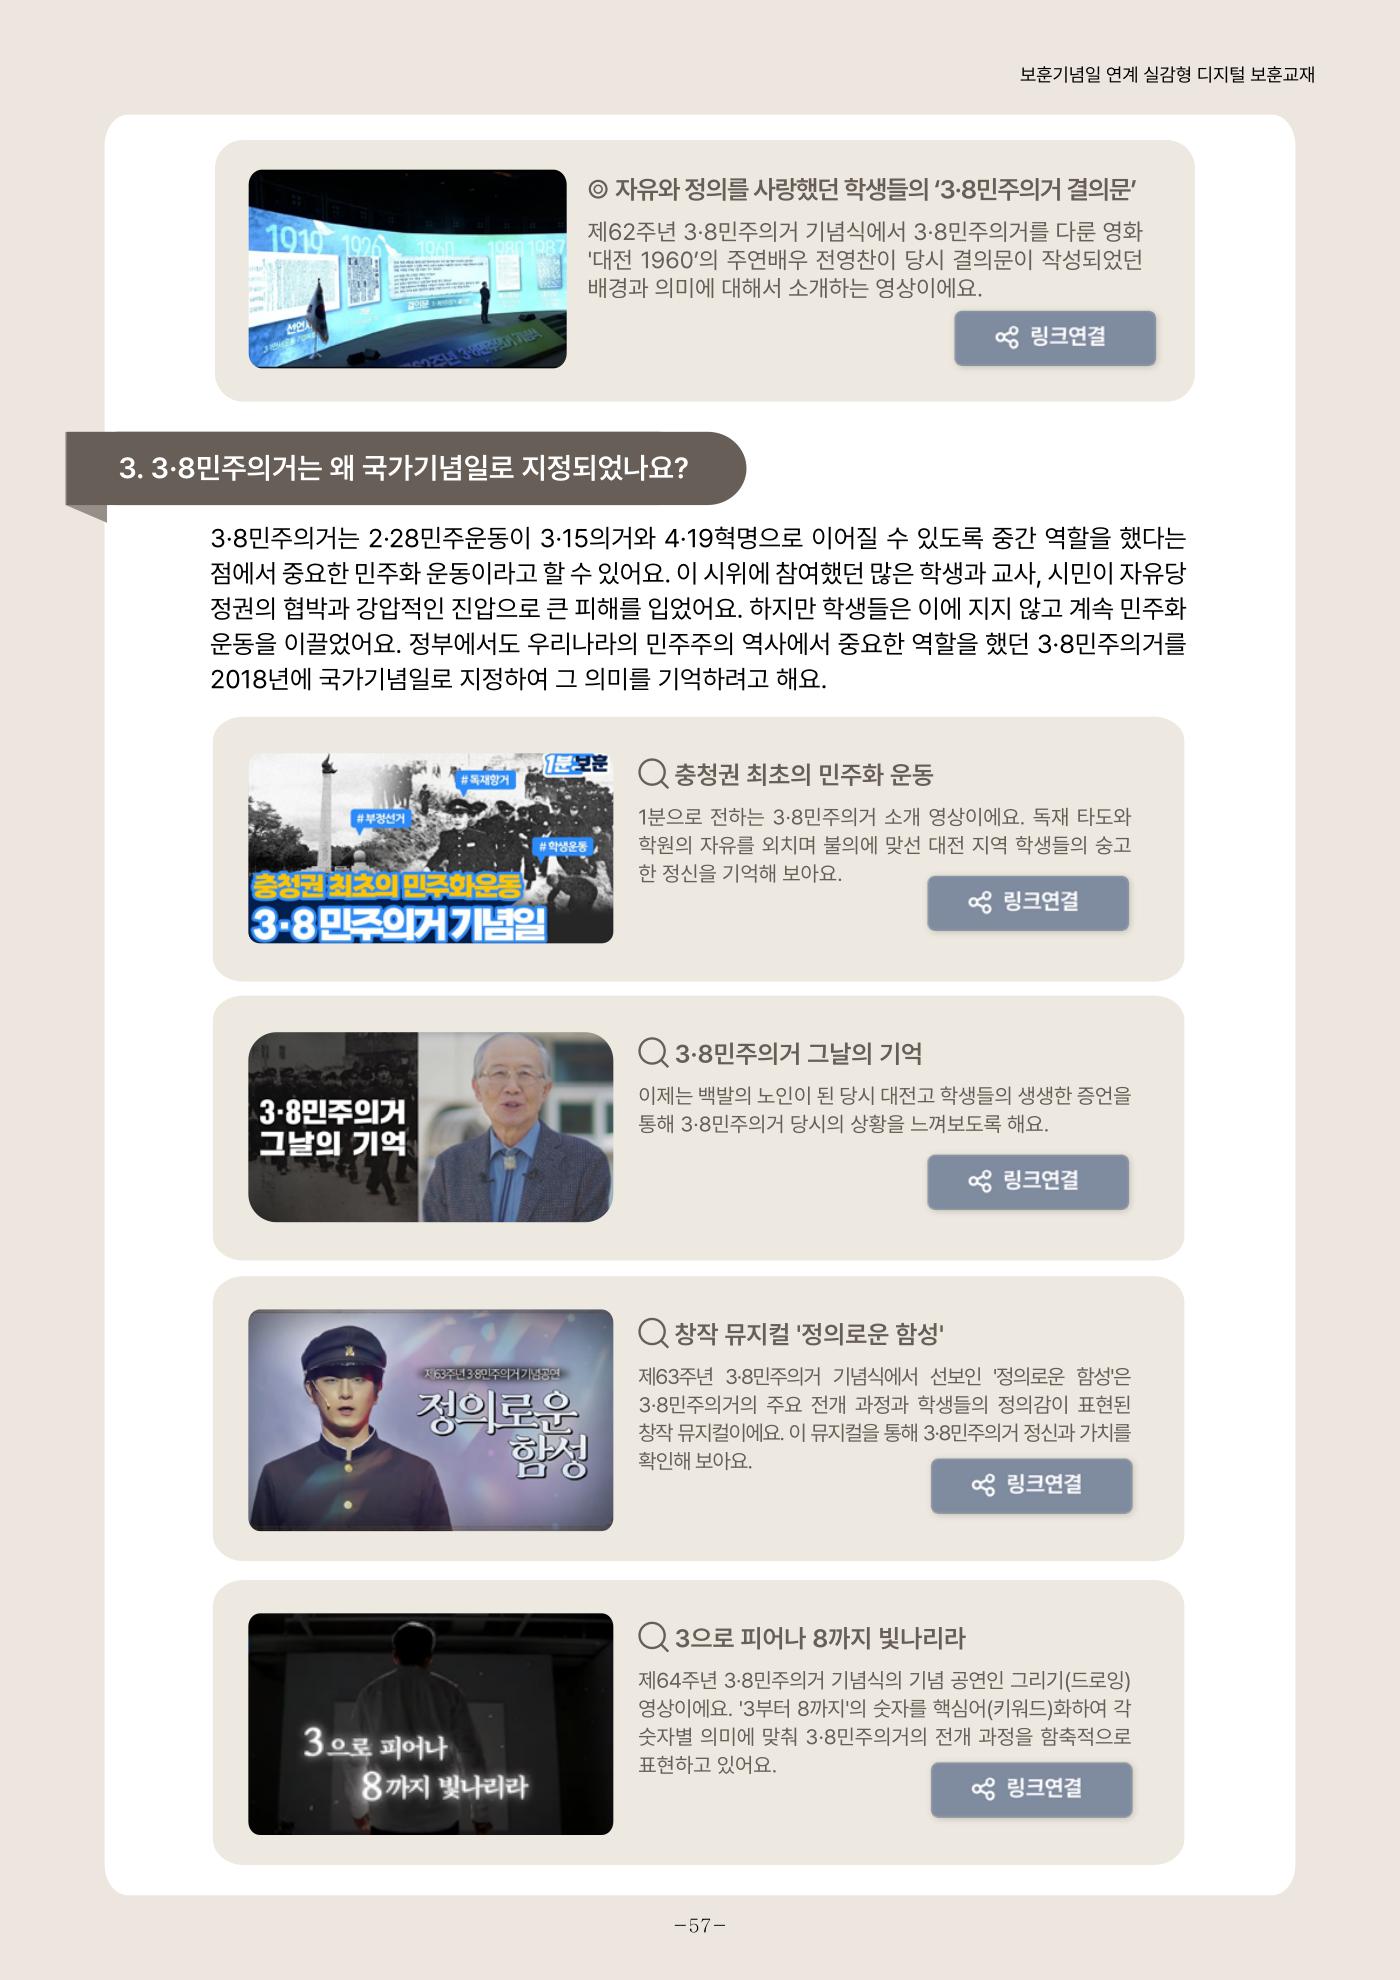 보훈기념일 연계 실감형 디지털 보훈교재
1919
1926
1960
1980 1987
결의문
◎ 자유와 정의를 사랑했던 학생들의 ‘3·8민주의거 결의문’
제62주년 3·8민주의거 기념식에서 3·8민주의거를 다룬 영화
'대전 1960'의 주연배우 전영찬이 당시 결의문이 작성되었던
배경과 의미에 대해서 소개하는 영상이에요.
링크연결
3. 3·8민주의거는 왜 국가기념일로 지정되었나요?
3·8민주의거는 2·28민주운동이 3·15의거와 4·19혁명으로 이어질 수 있도록 중간 역할을 했다는
점에서 중요한 민주화 운동이라고 할 수 있어요. 이 시위에 참여했던 많은 학생과 교사, 시민이 자유당
정권의 협박과 강압적인 진압으로 큰 피해를 입었어요. 하지만 학생들은 이에 지지 않고 계속 민주화
운동을 이끌었어요. 정부에서도 우리나라의 민주주의 역사에서 중요한 역할을 했던 3·8민주의거를
2018년에 국가기념일로 지정하여 그 의미를 기억하려고 해요.
1분보훈
#독재항거
#부정선거
#학생운동
충청권 최초의 민주화운동
3·8민주의거 기념일
충청권 최초의 민주화 운동
1분으로 전하는 3·8민주의거 소개 영상이에요. 독재 타도와
학원의 자유를 외치며 불의에 맞선 대전 지역 학생들의 숭고
한 정신을 기억해 보아요.
링크연결
3·8민주의거
그날의 기억
3·8민주의거 그날의 기억
이제는 백발의 노인이 된 당시 대전고 학생들의 생생한 증언을
통해 3·8민주의거 당시의 상황을 느껴보도록 해요.
링크연결
제63주년 3·8민주의거 기념공연
정의로운
함성
창작 뮤지컬 '정의로운 함성'
제63주년 3·8민주의거 기념식에서 선보인 '정의로운 함성'은
3·8민주의거의 주요 전개 과정과 학생들의 정의감이 표현된
창작 뮤지컬이에요. 이 뮤지컬을 통해 3·8민주의거 정신과 가치를
확인해 보아요.
링크연결
3으로 피어나
8까지 빛나리라
3으로 피어나 8까지 빛나리라
제64주년 3·8민주의거 기념식의 기념 공연인 그리기(드로잉)
영상이에요. '3부터 8까지'의 숫자를 핵심어(키워드)화하여 각
숫자별 의미에 맞춰 3·8민주의거의 전개 과정을 함축적으로
표현하고 있어요.
링크연결
-57-